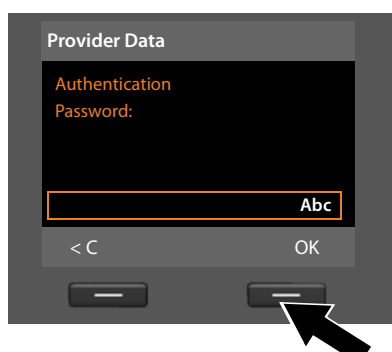 Provider Data
Authentication
Password:
Abc
< C OK